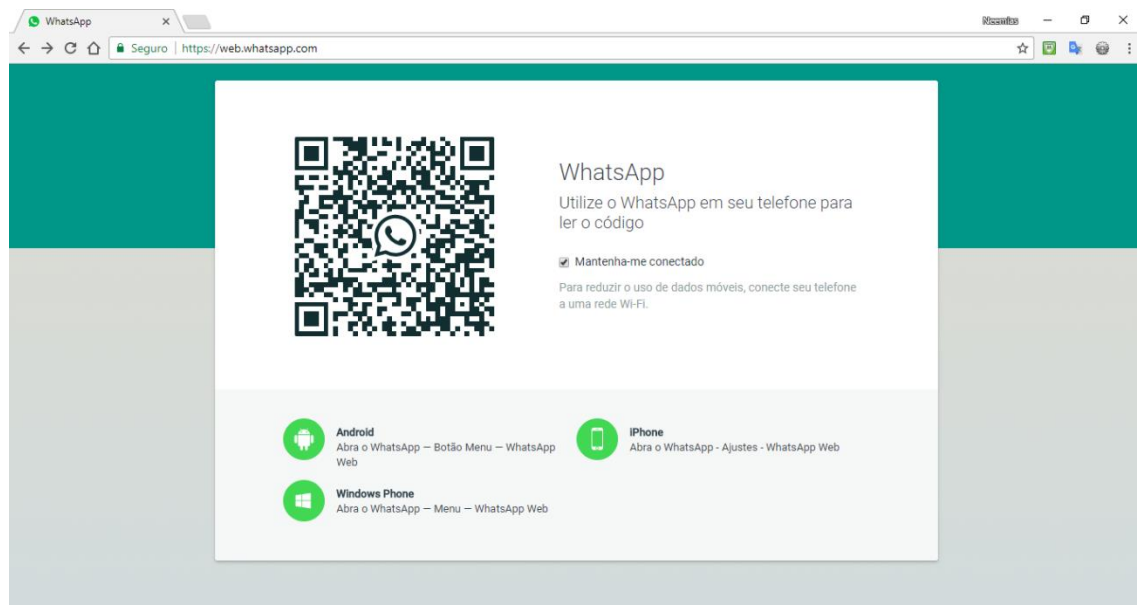 WhatsApp
Neemias
Seguro | https://web.whatsapp.com
WhatsApp
Utilize o WhatsApp em seu telefone para
ler o código
Mantenha-me conectado
Para reduzir o uso de dados móveis, conecte seu telefone
a uma rede Wi-Fi.
Android
Abra o WhatsApp — Botão Menu — WhatsApp
Web
iPhone
Abra o WhatsApp - Ajustes - WhatsApp Web
Windows Phone
Abra o WhatsApp — Menu — WhatsApp Web